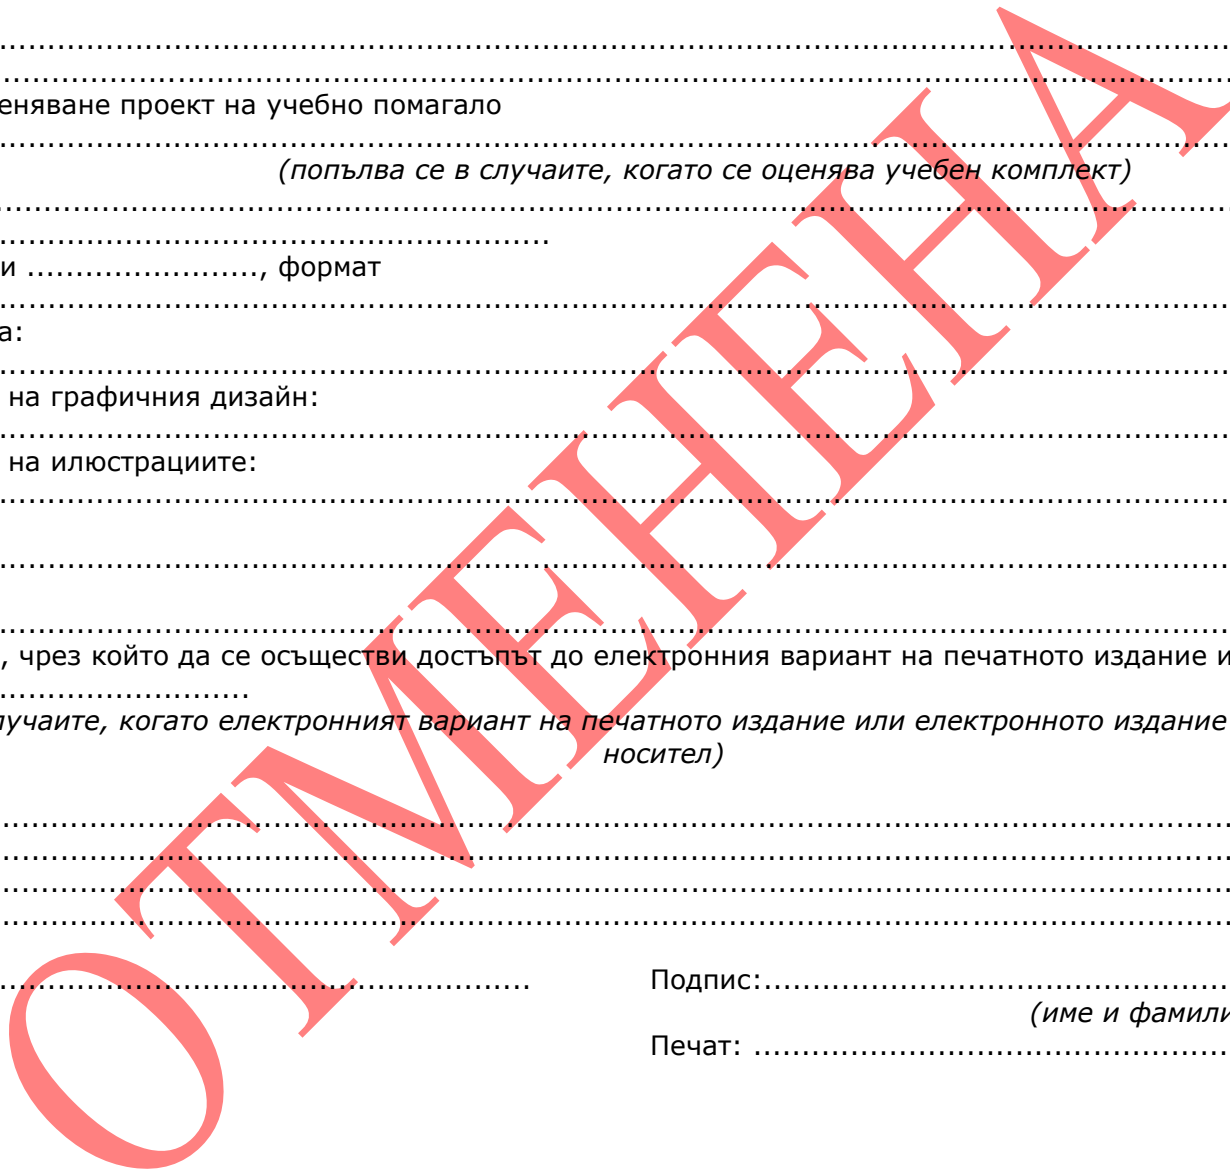 ........................................................................
........................................................................
еняване проект на учебно помагало
........................................................................
(попълва се в случаите, когато се оценява учебен комплект)
........................................................................
........................................................
и ........................, формат
........................................................................
а:
........................................................................
на графичния дизайн:
........................................................................
на илюстрациите:
........................................................................
........................................................................
........................................................................
, чрез който да се осъществи достъпът до електронния вариант на печатното издание и
..........................
лучаите, когато електронният вариант на печатното издание или електронното издание
носител)
........................................................................
........................................................................
........................................................................
........................................................................
........................................................ Подпис:................................................
(име и фамили
Печат: ................................................
ОТМЕНЕНА